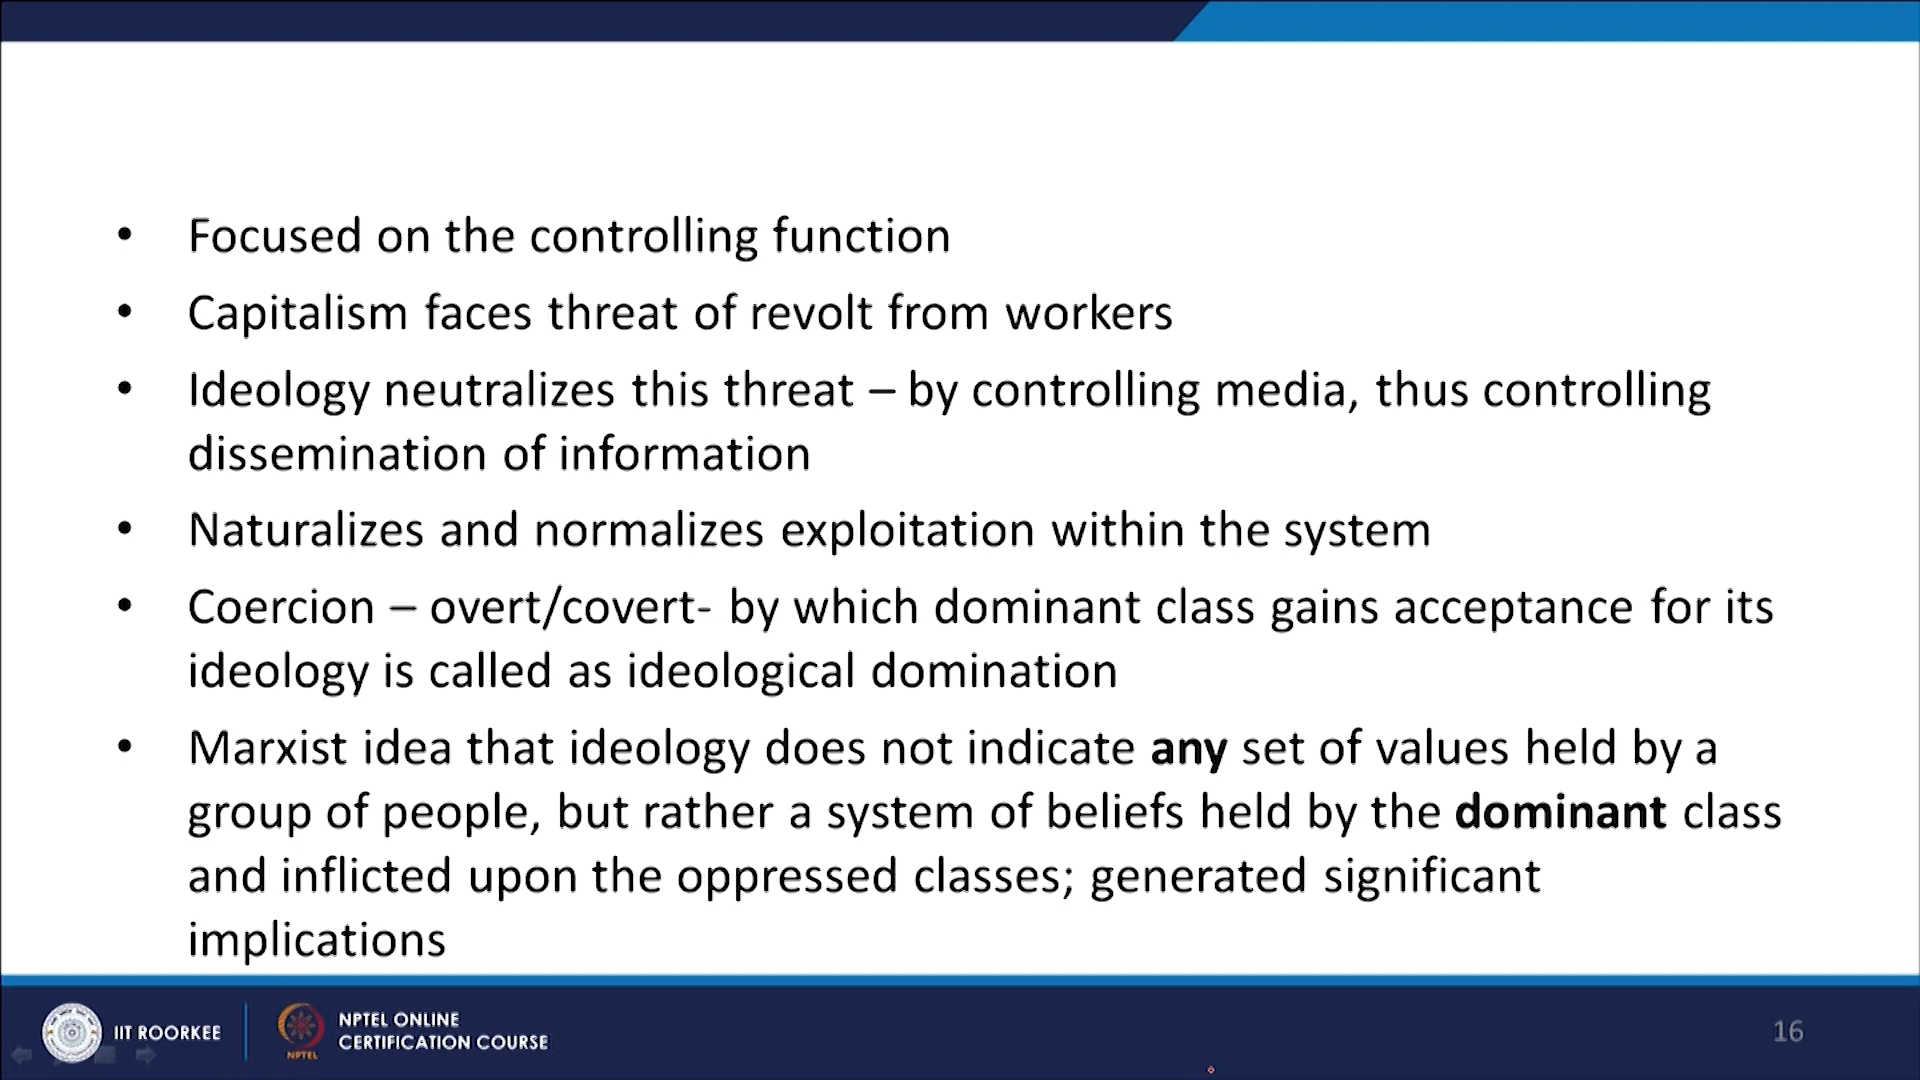 • Focused on the controlling function
• Capitalism faces threat of revolt from workers
• Ideology neutralizes this threat – by controlling media, thus controlling
dissemination of information
• Naturalizes and normalizes exploitation within the system
• Coercion – overt/covert- by which dominant class gains acceptance for its
ideology is called as ideological domination
• Marxist idea that ideology does not indicate any set of values held by a
group of people, but rather a system of beliefs held by the dominant class
and inflicted upon the oppressed classes; generated significant
implications
IIT ROORKEE
NPTEL
NPTEL ONLINE
CERTIFICATION COURSE
16